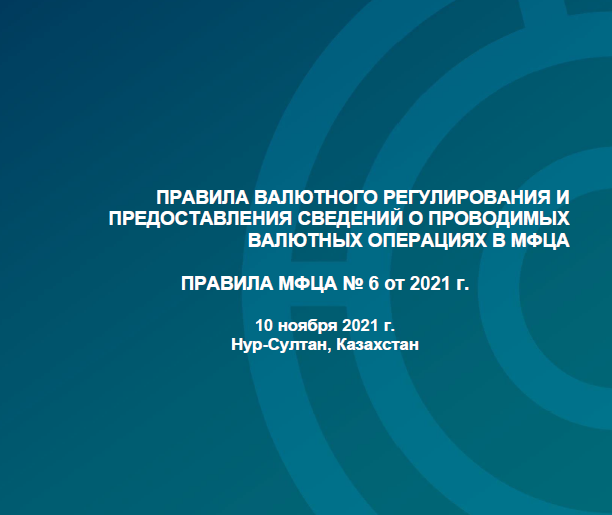 ПРАВИЛА ВАЛЮТНОГО РЕГУЛИРОВАНИЯ И
ПРЕДОСТАВЛЕНИЯ СВЕДЕНИЙ О ПРОВОДИМЫХ
ВАЛЮТНЫХ ОПЕРАЦИЯХ В МФЦА
ПРАВИЛА МФЦА № 6 от 2021 г.
10 ноября 2021 г.
Нур-Султан, Казахстан